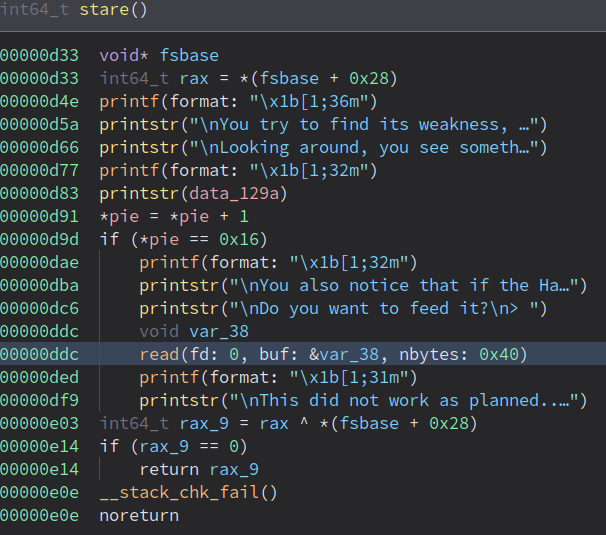 int64_t stare()
00000d33 void* fsbase
00000d33 int64_t rax = *(fsbase + 0x28)
00000d4e printf(format: "\x1b[1;36m")
00000d5a printstr("\nYou try to find its weakness, …")
00000d66 printstr("\nLooking around, you see someth…")
00000d77 printf(format: "\x1b[1;32m")
00000d83 printstr(data_129a)
00000d91 *pie = *pie + 1
00000d9d if (*pie == 0x16)
00000dae printf(format: "\x1b[1;32m")
00000dba printstr("\nYou also notice that if the Ha…")
00000dc6 printstr("\nDo you want to feed it?\n> ")
00000ddc void var_38
00000ddc read(fd: 0, buf: &var_38, nbytes: 0x40)
00000ded printf(format: "\x1b[1;31m")
00000df9 printstr("\nThis did not work as planned..…")
00000e03 int64_t rax_9 = rax ^ *(fsbase + 0x28)
00000e14 if (rax_9 == 0)
00000e14 return rax_9
00000e0e __stack_chk_fail()
00000e0e noreturn